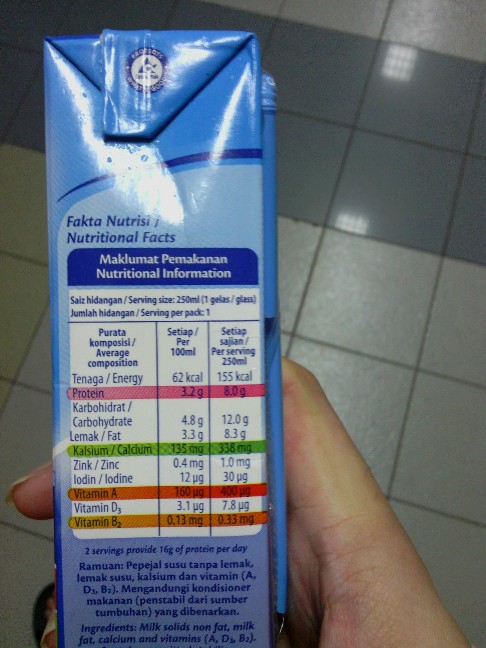 Fakta Nutrisi /
Nutritional Facts
Maklumat Pemakanan
Nutritional Information
Saiz hidangan / Serving size: 250ml (1 gelas / glass)
Jumlah hidangan / Serving per pack: 1
Purata komposisi / Average composition Setiap / Per 100ml Setiap sajian / Per serving 250ml
Tenaga / Energy 62 kcal 155 kcal
Protein 3.2 g 8.0 g
Karbohidrat /
Carbohydrate 4.8 g 12.0 g
Lemak / Fat 3.3 g 8.3 g
Kalsium / Calcium 135 mg 338 mg
Zink / Zinc 0.4 mg 1.0 mg
Iodin / Iodine 12 µg 30 µg
Vitamin A 160 µg 400 µg
Vitamin D₃ 3.1 µg 7.8 µg
Vitamin B₂ 0.13 mg 0.33 mg
2 servings provide 16g of protein per day
Ramuan: Pepejal susu tanpa lemak,
lemak susu, kalsium dan vitamin (A,
D₃, B₂). Mengandungi kondisioner
makanan (penstabil dari sumber
tumbuhan) yang dibenarkan.
Ingredients: Milk solids non fat, milk
fat, calcium and vitamins (A, D₃, B₂).